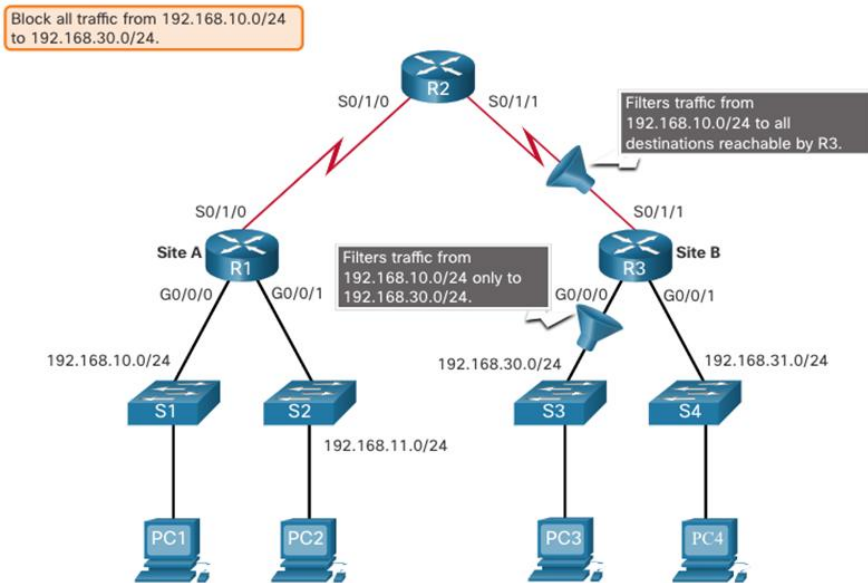 Block all traffic from 192.168.10.0/24
to 192.168.30.0/24.
R2
S0/1/0
S0/1/1
Filters traffic from
192.168.10.0/24 to all
destinations reachable by R3.
S0/1/0
S0/1/1
Site A
R1
Filters traffic from
192.168.10.0/24 only to
192.168.30.0/24.
R3
Site B
G0/0/0
G0/0/1
G0/0/0
G0/0/1
192.168.10.0/24
192.168.30.0/24
192.168.31.0/24
S1
S2
S3
S4
192.168.11.0/24
PC1
PC2
PC3
PC4